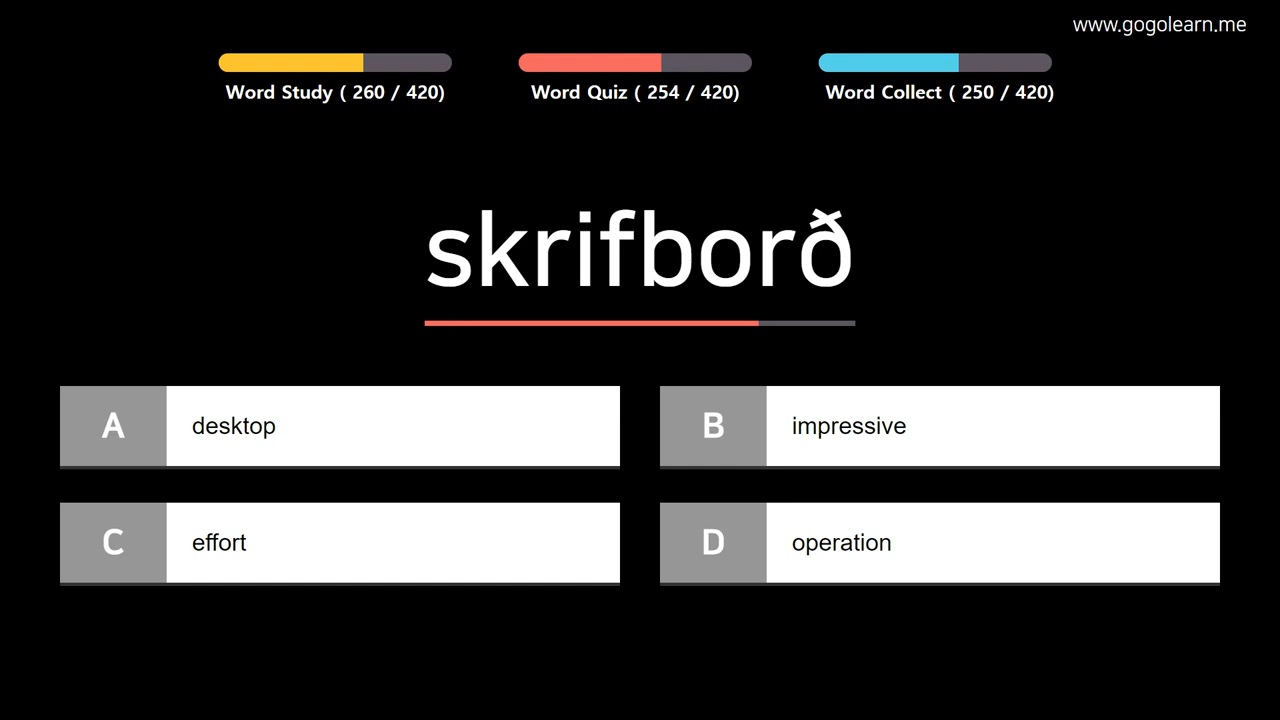 www.gogolearn.me
Word Study ( 260 / 420)
Word Quiz ( 254 / 420)
Word Collect ( 250 / 420)
skrifborð
A desktop
B impressive
C effort
D operation